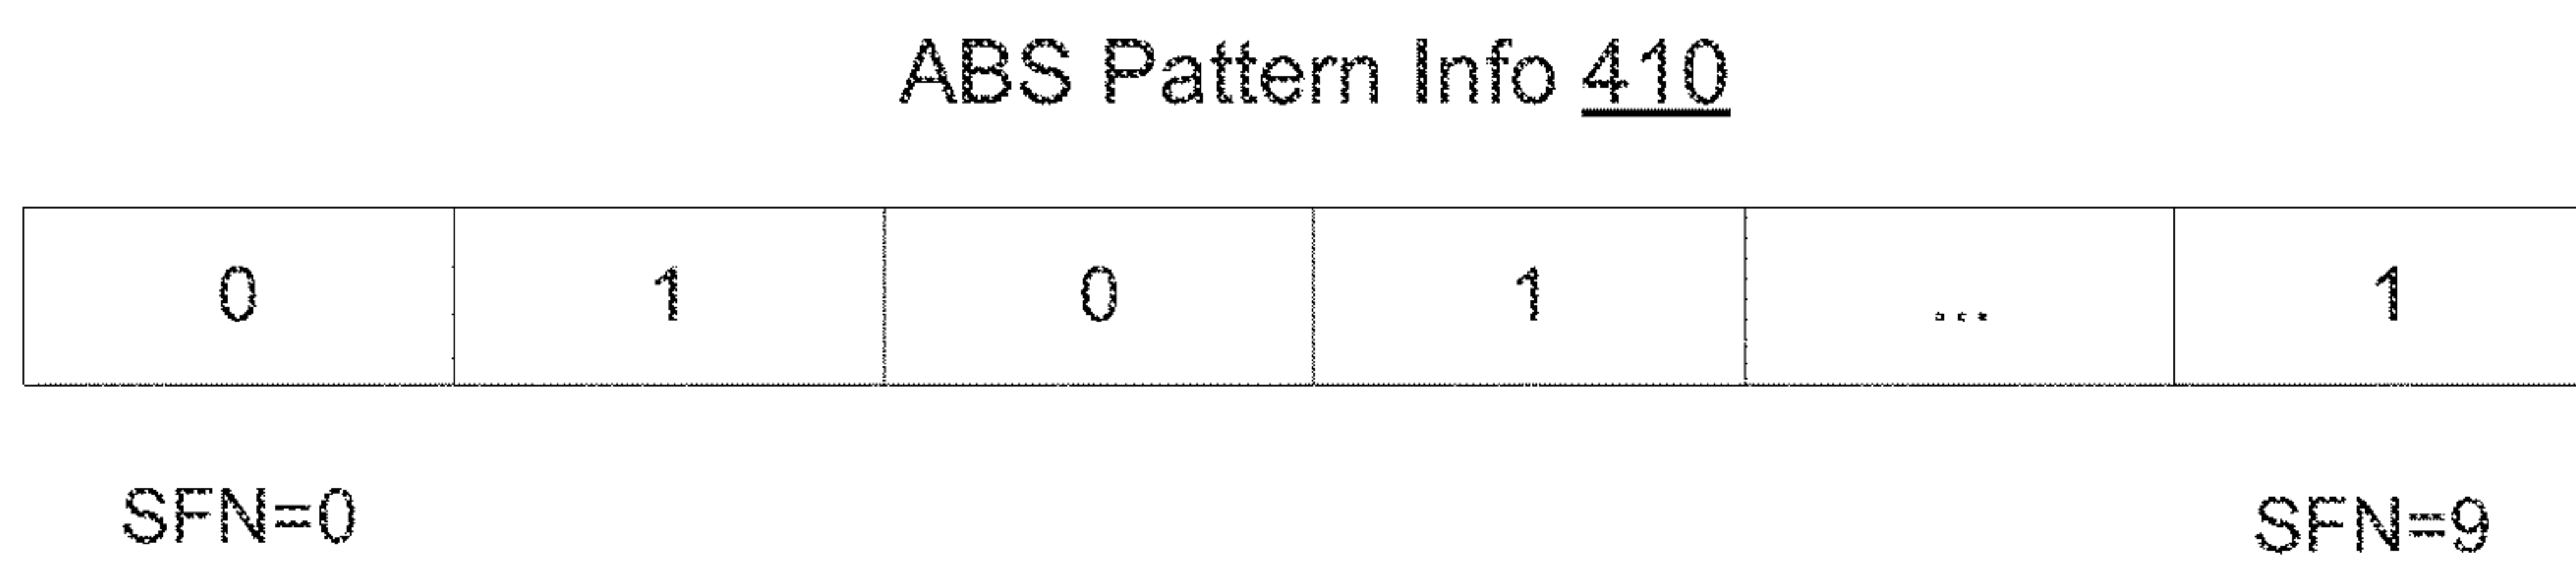 ABS Pattern Info 410
0 1 0 1 ... 1
SFN=0 SFN=9